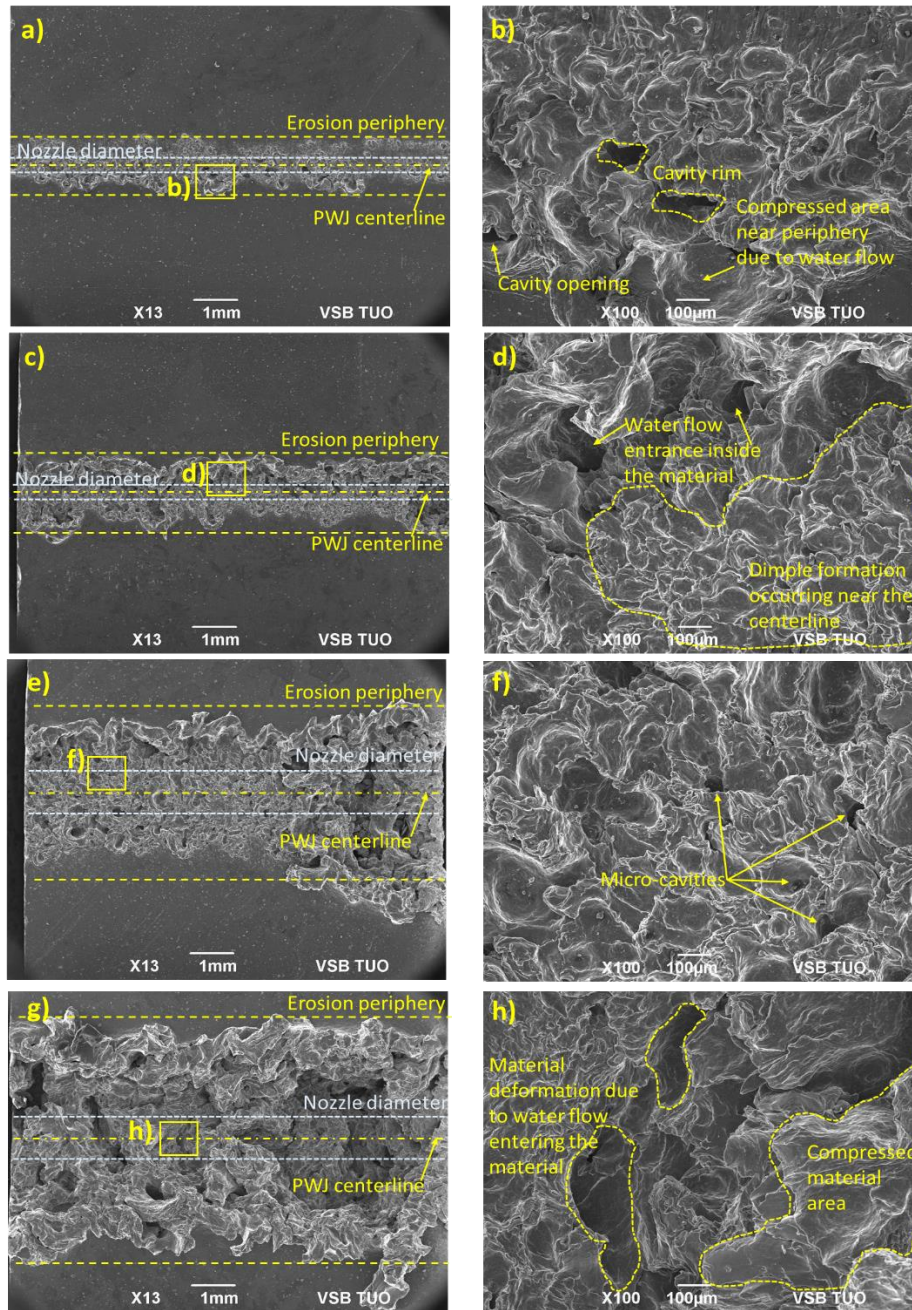 a)
Erosion periphery
Nozzle diameter
b)
PWJ centerline
X13
1mm
VSB TUO
b)
Cavity rim
Compressed area
near periphery
due to water flow
Cavity opening
X100
100µm
VSB TUO
c)
Erosion periphery
Nozzle diameter
d)
PWJ centerline
X13
1mm
VSB TUO
d)
Water flow
entrance inside
the material
Dimple formation
occurring near the
centerline
X100
100µm
VSB TUO
e)
Erosion periphery
Nozzle diameter
f)
PWJ centerline
X13
1mm
VSB TUO
f)
Micro-cavities
X100
100µm
VSB TUO
g)
Erosion periphery
Nozzle diameter
h)
PWJ centerline
X13
1mm
VSB TUO
h)
Material
deformation due
to water flow
entering the
material
Compressed
material
area
X100
100µm
VSB TUO